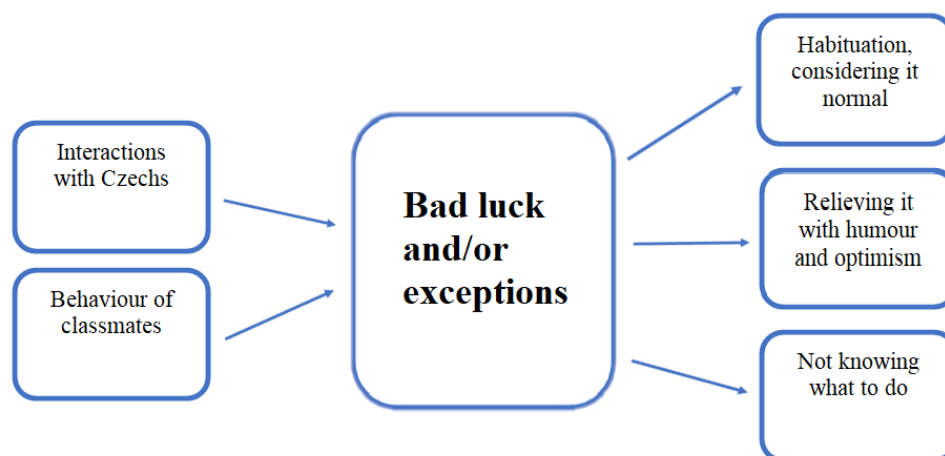 Interactions
with Czechs
Behaviour of
classmates
Bad luck
and/or
exceptions
Habituation,
considering it
normal
Relieving it
with humour
and optimism
Not knowing
what to do